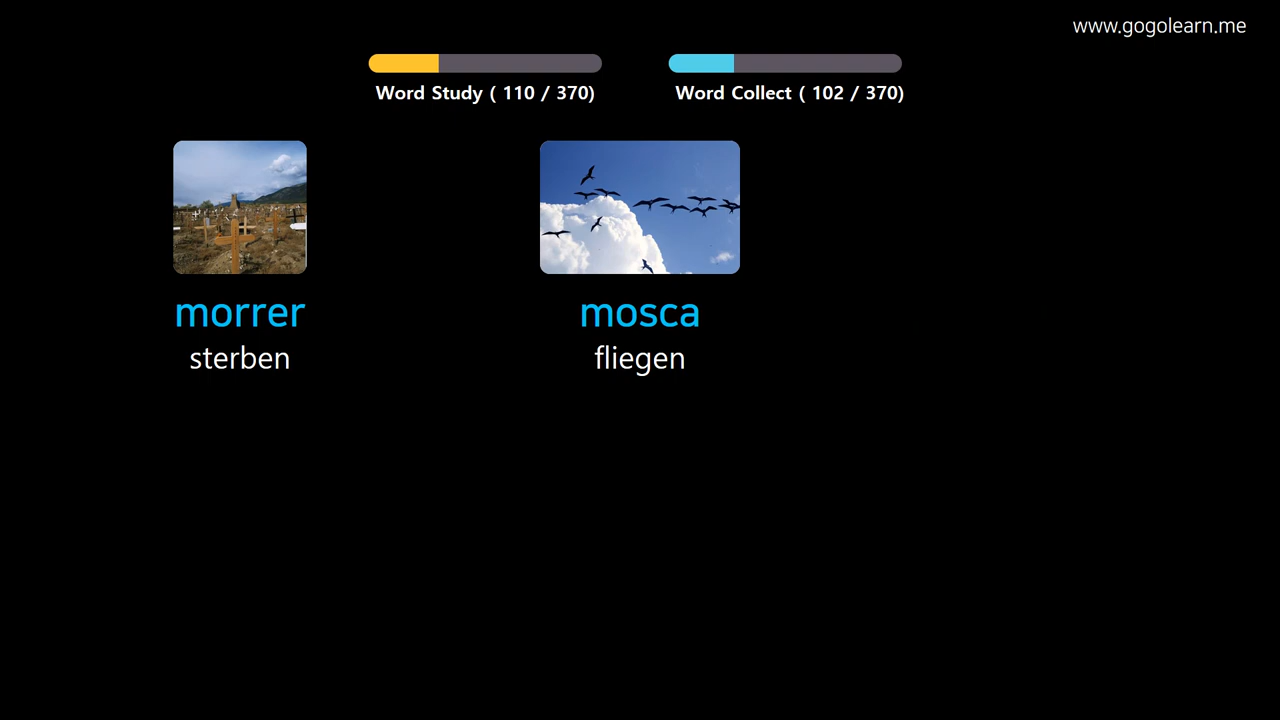 www.gogolearn.me
Word Study ( 110 / 370)
Word Collect ( 102 / 370)
morrer
mosca
sterben
fliegen